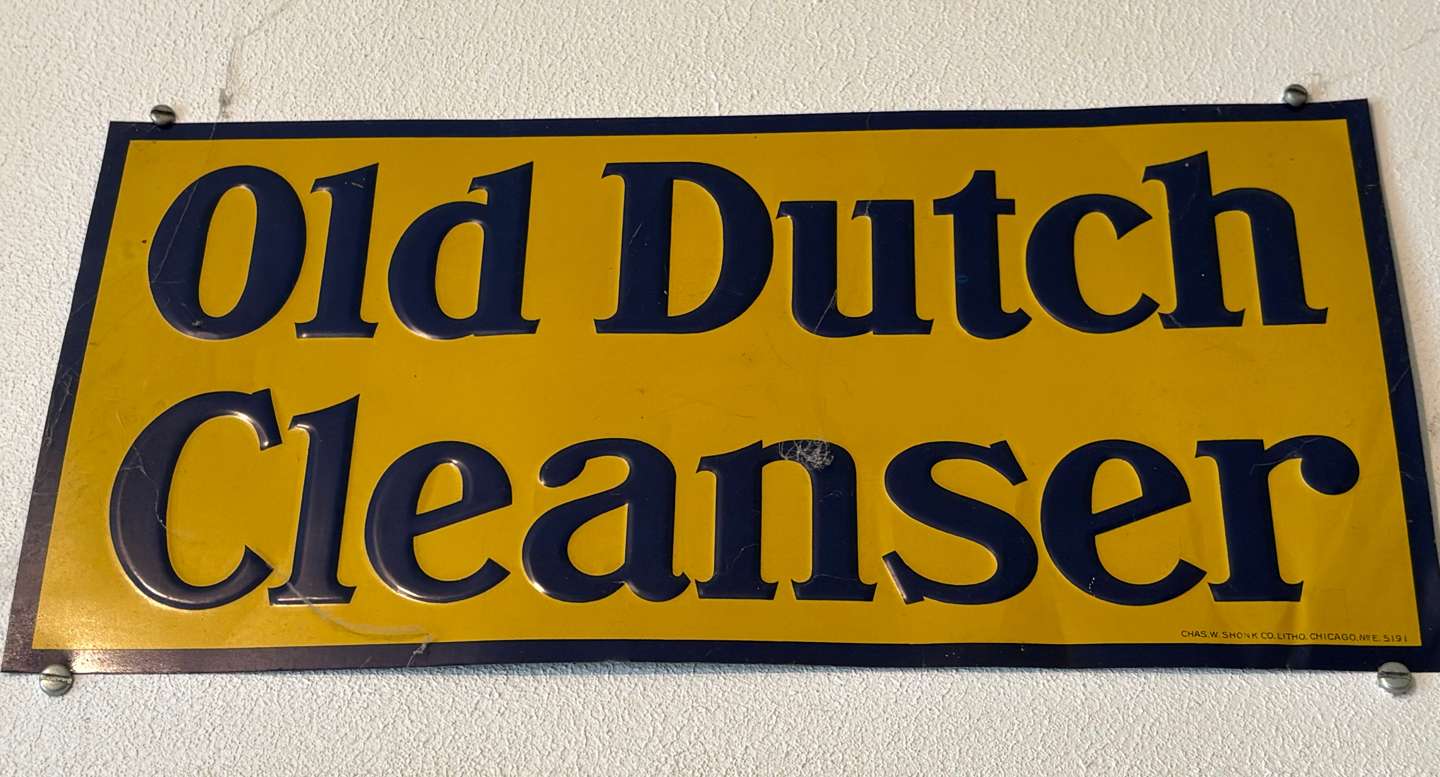 Old Dutch
Cleanser
CHAS. W. SHONK CO. LITHO. CHICAGO. Nº E. 5191